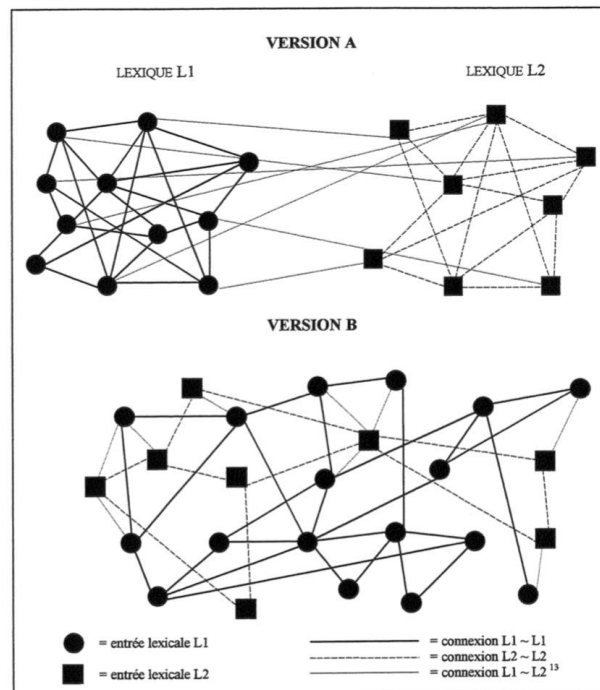 VERSION A
LEXIQUE L1 LEXIQUE L2
VERSION B
= entrée lexicale L1 = connexion L1 ~ L1
= entrée lexicale L2 = connexion L2 ~ L2
= connexion L1 ~ L2 13